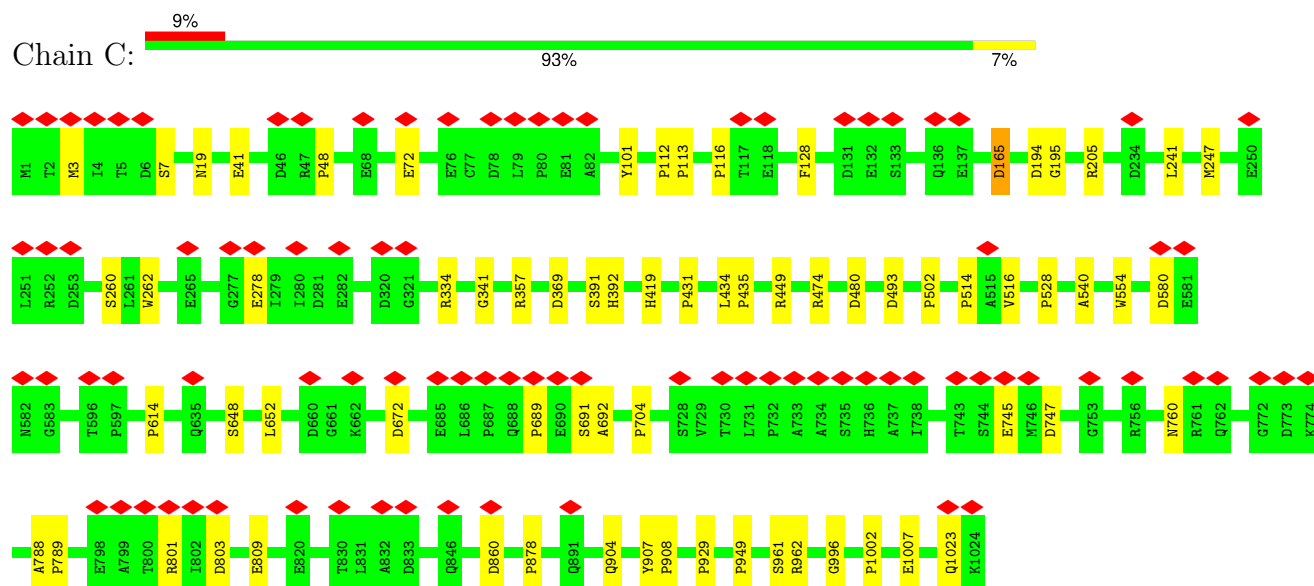 9%
Chain C:
93% 7%
M1 T2 M3 I4 T5 D6 S7 N19 E41 D46 R47 P48 E68 E72 E76 C77 D78 L79 P80 E81 A82 Y101 P112 P113 P116 T117 E118 F128 D131 E132 S133 Q136 E137 D165 D194 G195 R205 D234 L241 M247 E250
L251 R252 D253 S260 L261 W262 E265 G277 E278 I279 I280 D281 E282 D320 G321 R334 G341 R357 D369 S391 H392 H419 P431 L434 P435 R449 R474 D480 D493 P502 P514 A515 V516 P528 A540 W554 D580 E581
N582 G583 T596 P597 P614 Q635 S648 L652 D660 G661 K662 D672 E685 L686 P687 Q688 P689 E690 S691 A692 P704 S728 V729 T730 L731 P732 A733 A734 S735 H736 A737 I738 T743 S744 E745 M746 D747 G753 R756 N760 R761 Q762 G772 D773 K774
A788 P789 E798 A799 T800 R801 I802 D803 E809 E820 T830 L831 A832 D833 Q846 D860 P878 Q891 Q904 Y907 P908 P929 P949 S961 R962 G996 P1002 E1007 Q1023 K1024